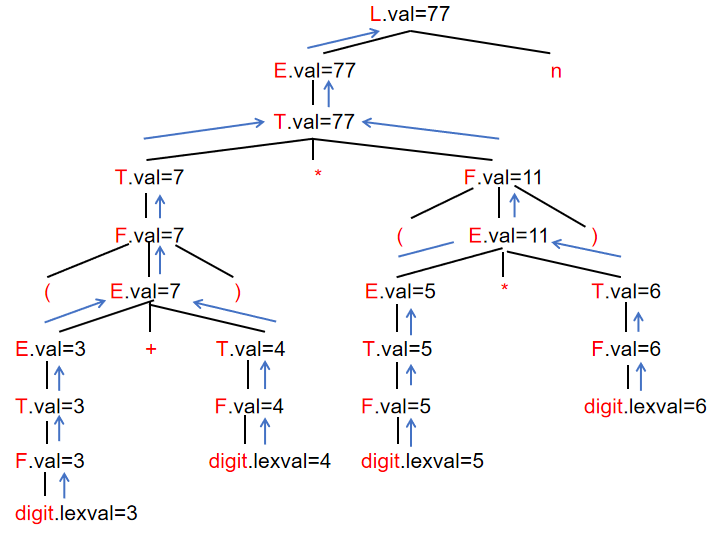 L.val=77
E.val=77 n
T.val=77
T.val=7 * F.val=11
F.val=7 ( E.val=11 )
( E.val=7 ) E.val=5 * T.val=6
E.val=3 + T.val=4 T.val=5 F.val=6
T.val=3 F.val=4 F.val=5 digit.lexval=6
F.val=3 digit.lexval=4 digit.lexval=5
digit.lexval=3